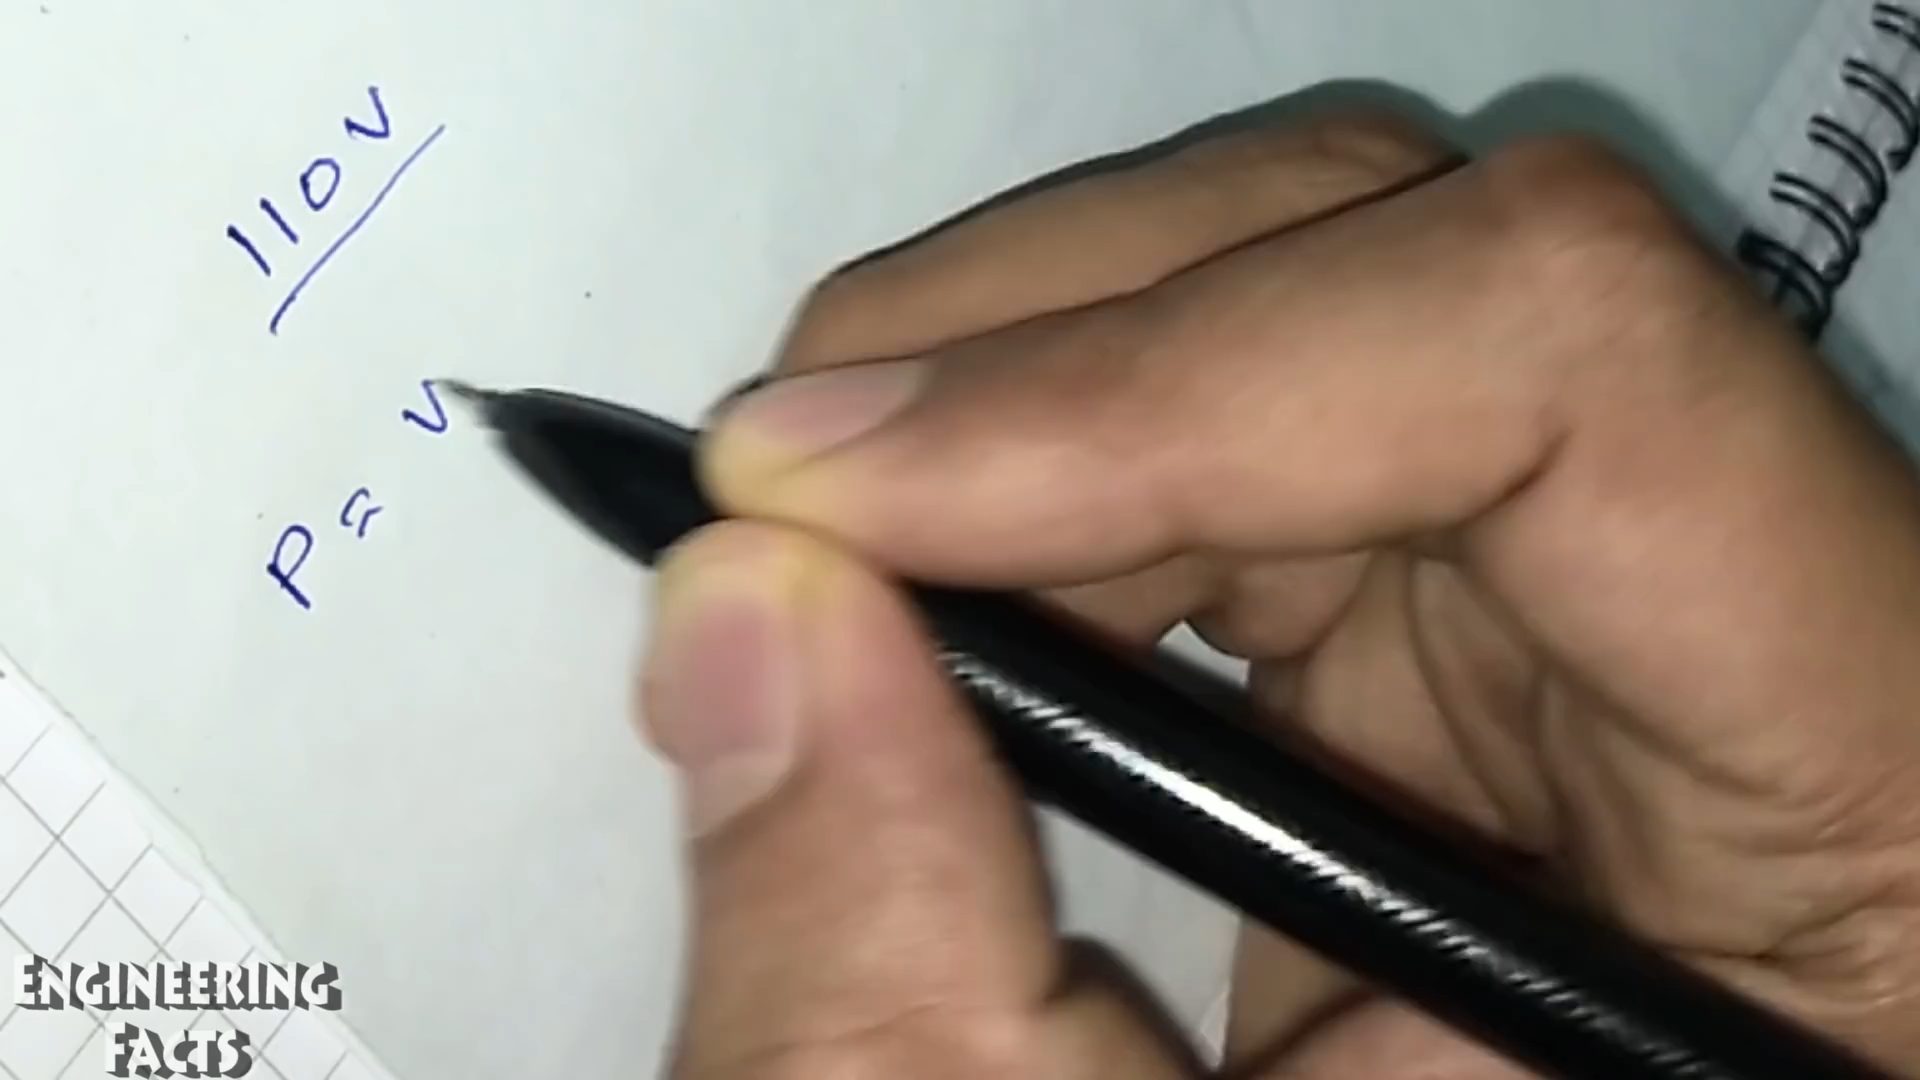 110V
P = V
ENGINEERING
FACTS